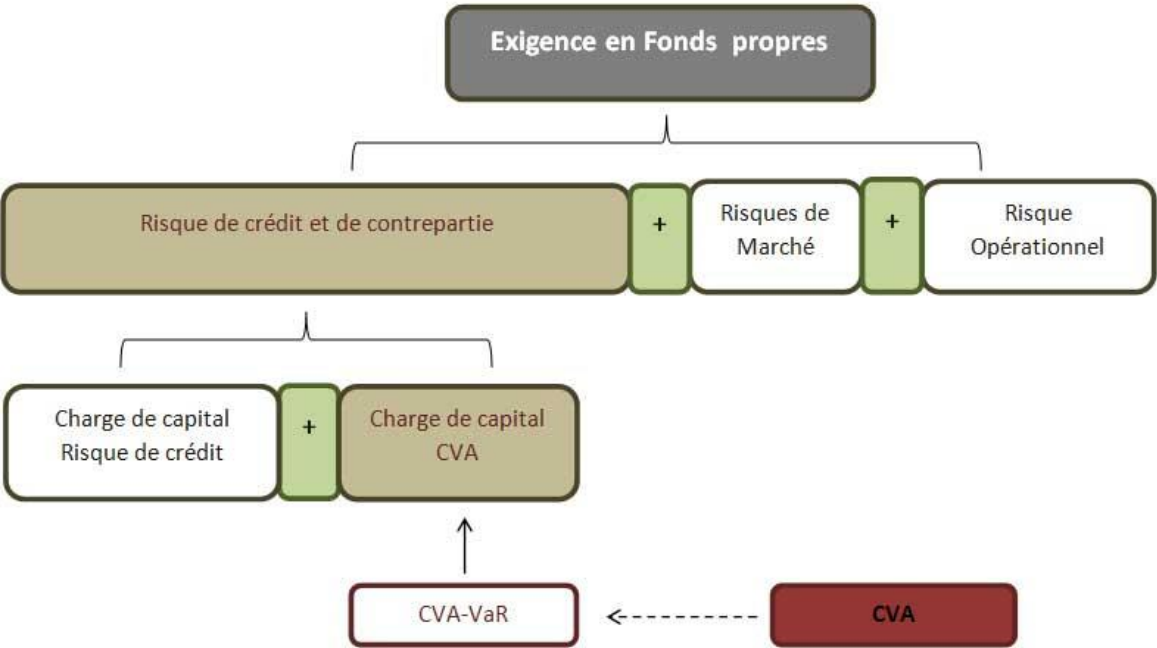 Exigence en Fonds propres
Risque de crédit et de contrepartie
+
Risques de
Marché
+
Risque
Opérationnel
Charge de capital
Risque de crédit
+
Charge de capital
CVA
CVA-VaR
CVA